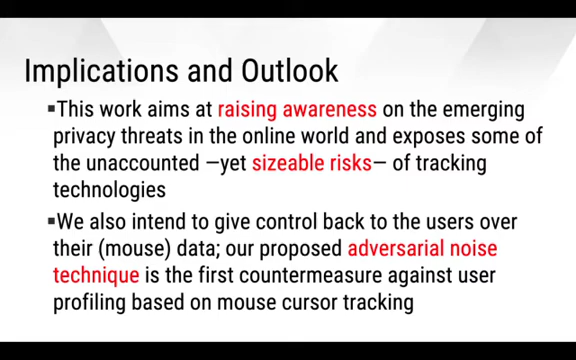 Implications and Outlook
▪This work aims at raising awareness on the emerging
privacy threats in the online world and exposes some of
the unaccounted —yet sizeable risks— of tracking
technologies
▪We also intend to give control back to the users over
their (mouse) data; our proposed adversarial noise
technique is the first countermeasure against user
profiling based on mouse cursor tracking